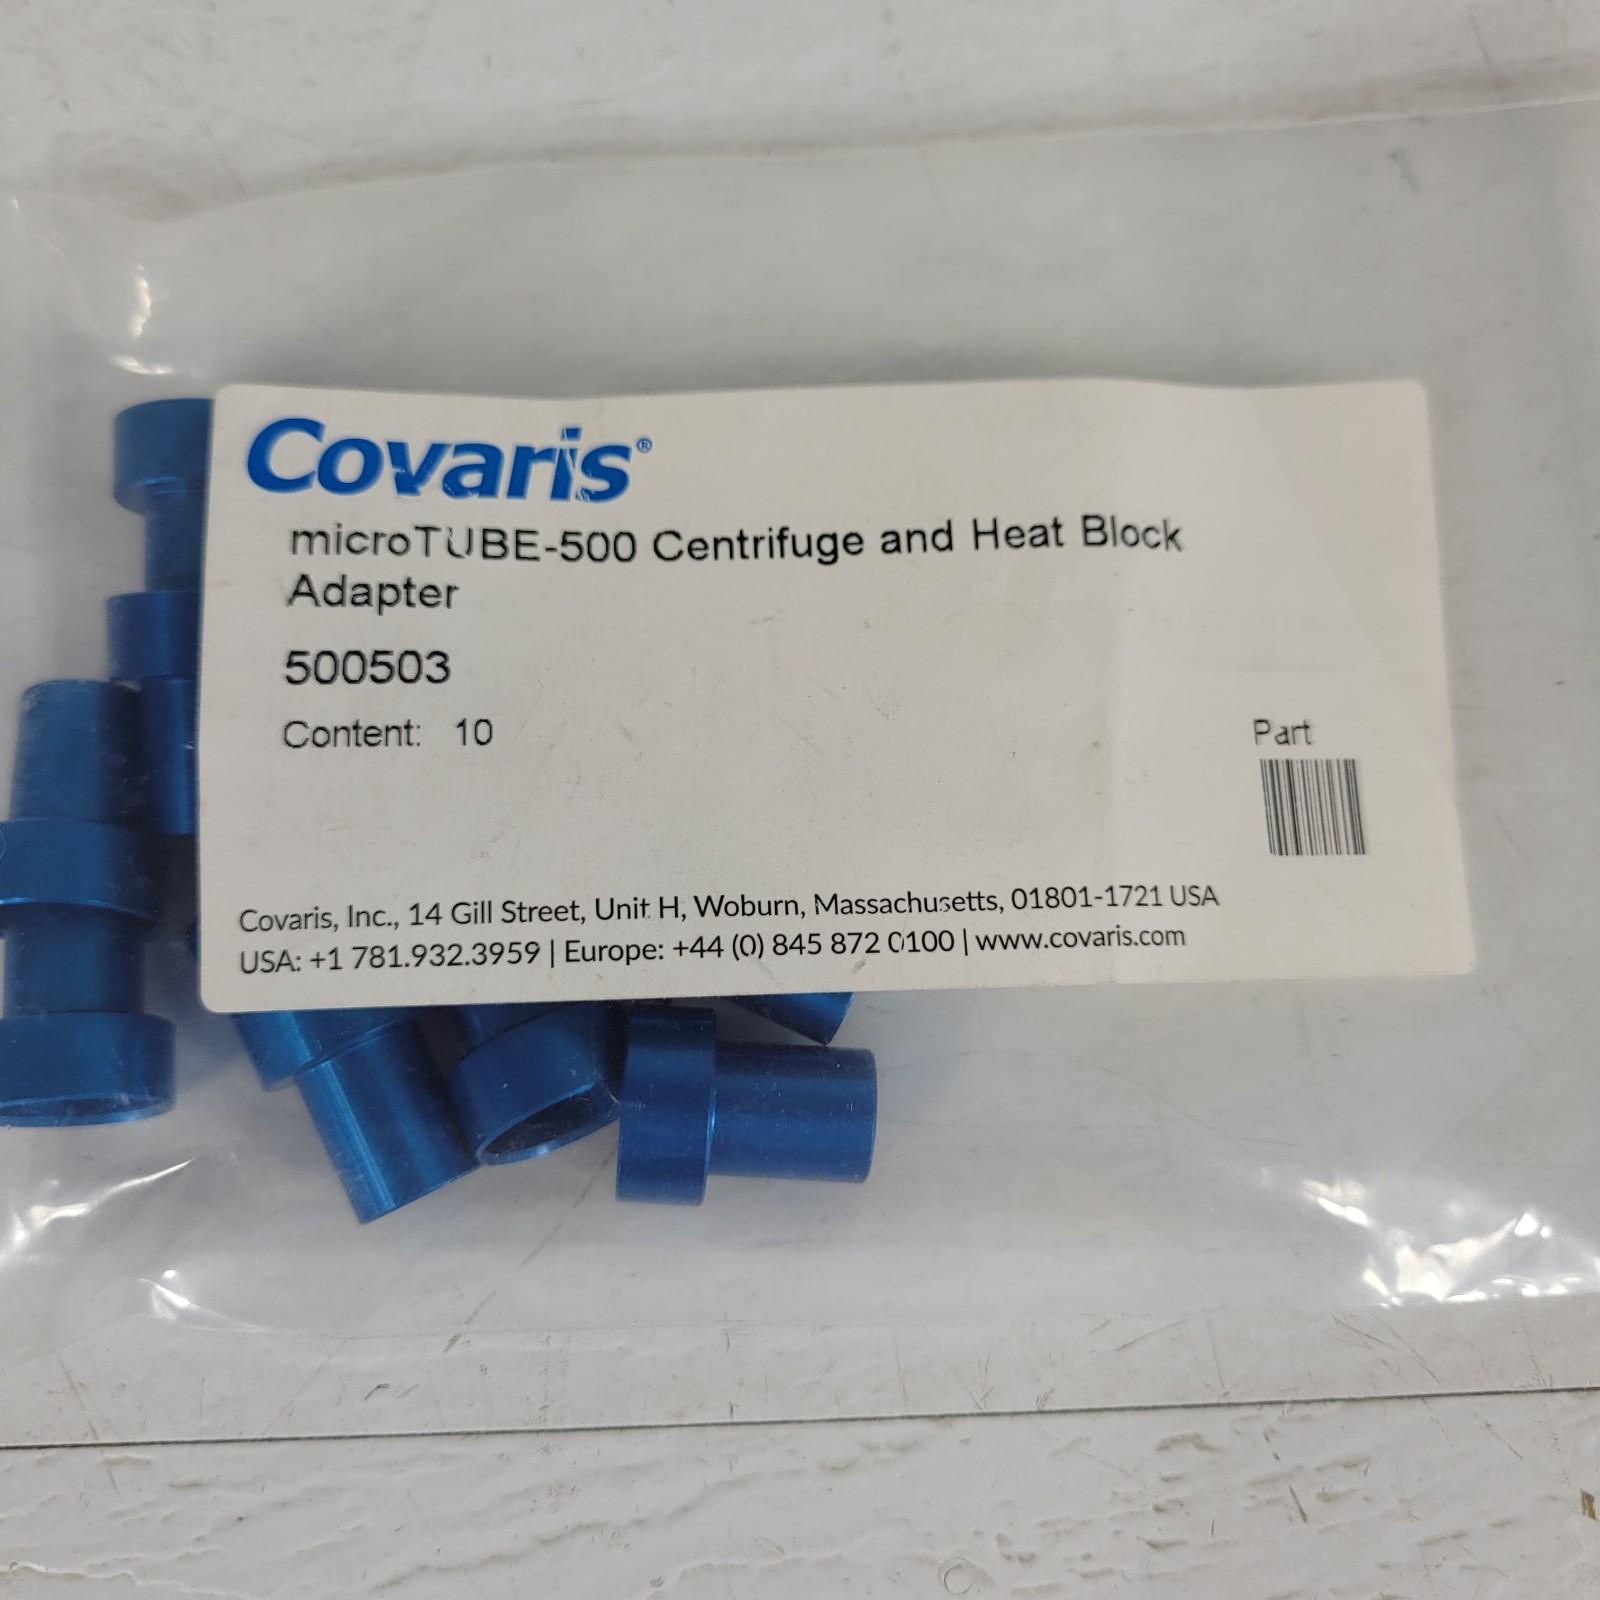 Covaris®
microTUBE-500 Centrifuge and Heat Block
Adapter
500503
Content: 10
Part
Covaris, Inc., 14 Gill Street, Unit H, Woburn, Massachusetts, 01801-1721 USA
USA: +1 781.932.3959 | Europe: +44 (0) 845 872 0100 | www.covaris.com